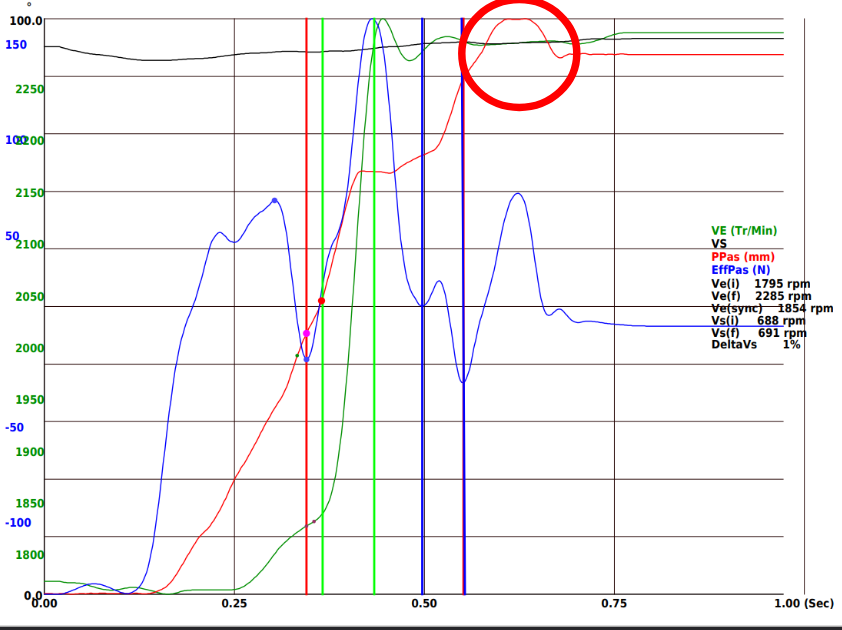 °
100.0
150
2250
100
2200
2150
50
2100
2050
2000
1950
-50
1900
1850
-100
1800
0.0
0.00 0.25 0.50 0.75 1.00 (Sec)
VE (Tr/Min)
VS
PPas (mm)
EffPas (N)
Ve(i) 1795 rpm
Ve(f) 2285 rpm
Ve(sync) 1854 rpm
Vs(i) 688 rpm
Vs(f) 691 rpm
DeltaVs 1%